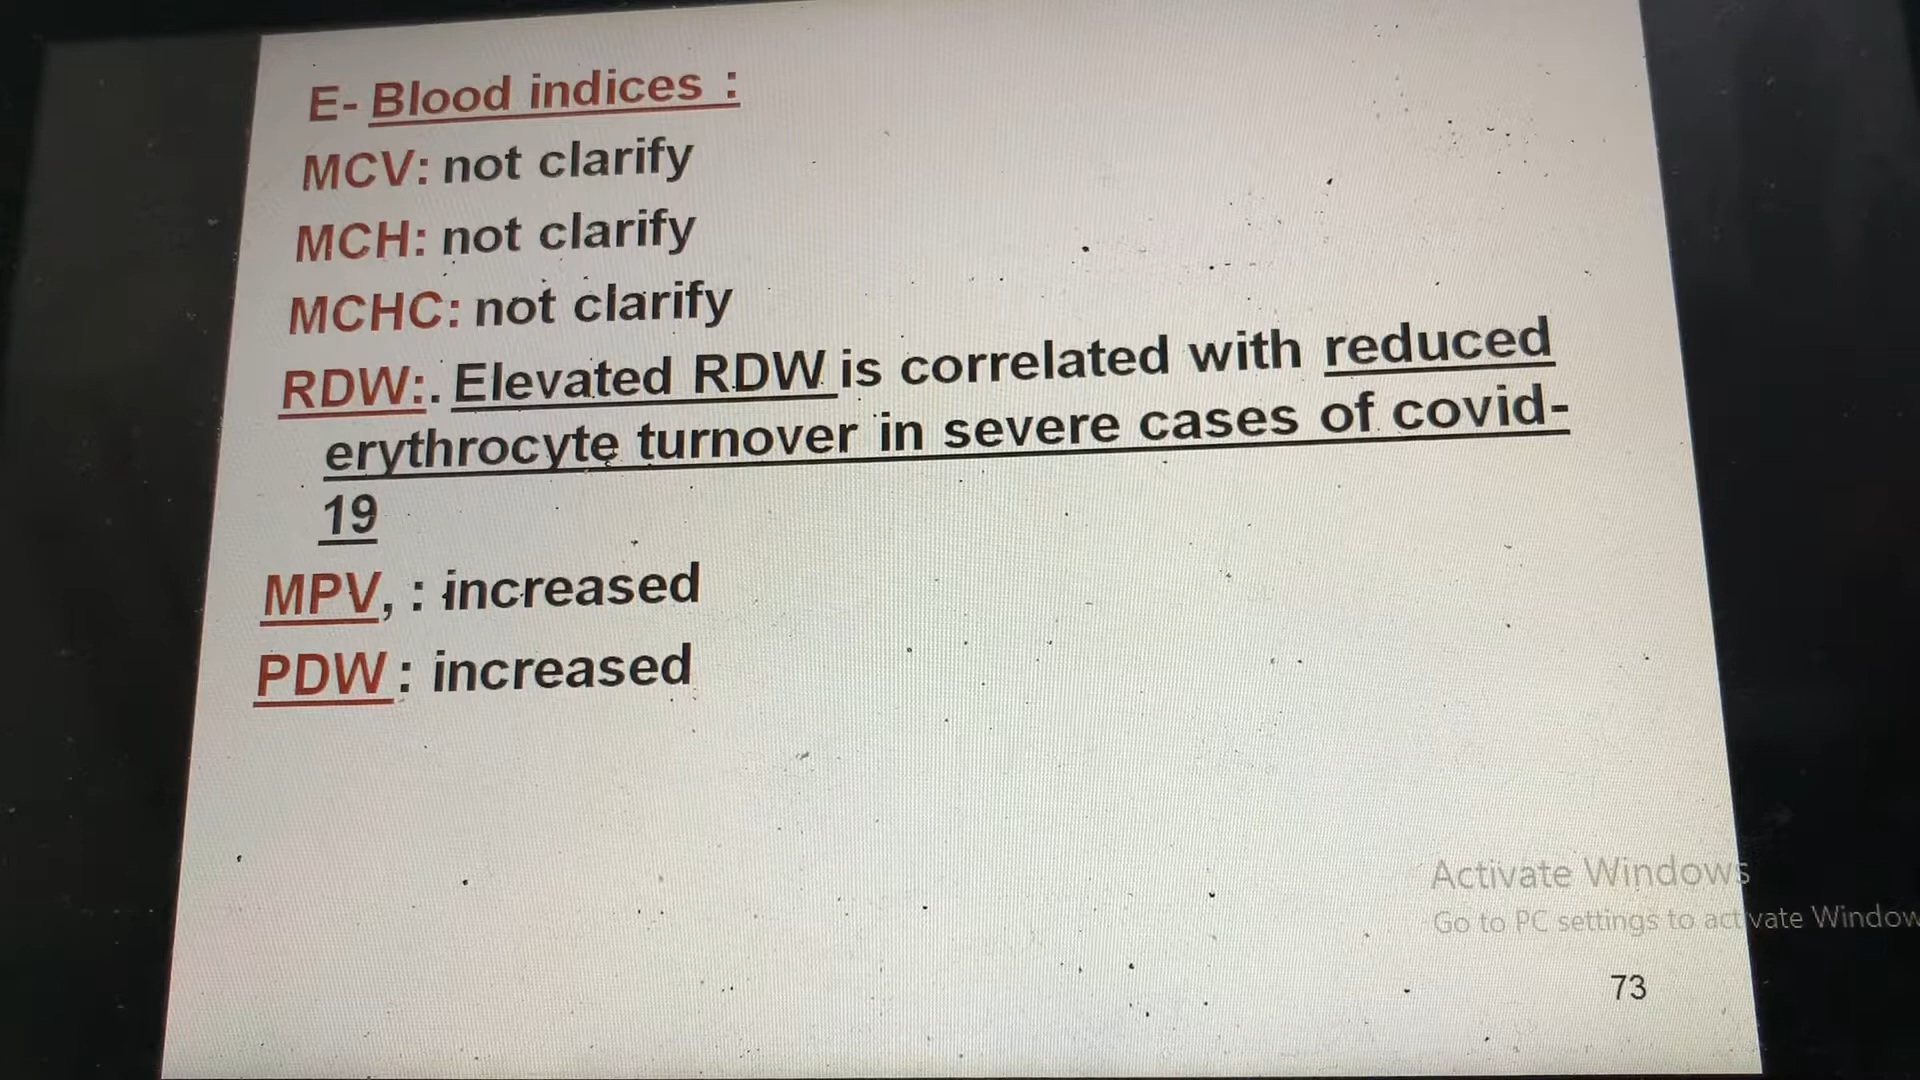 E- Blood indices :
MCV: not clarify
MCH: not clarify
MCHC: not clarify
RDW:. Elevated RDW is correlated with reduced
erythrocyte turnover in severe cases of covid-
19
MPV, : increased
PDW : increased
Activate Windows
Go to PC settings to activate Window
73